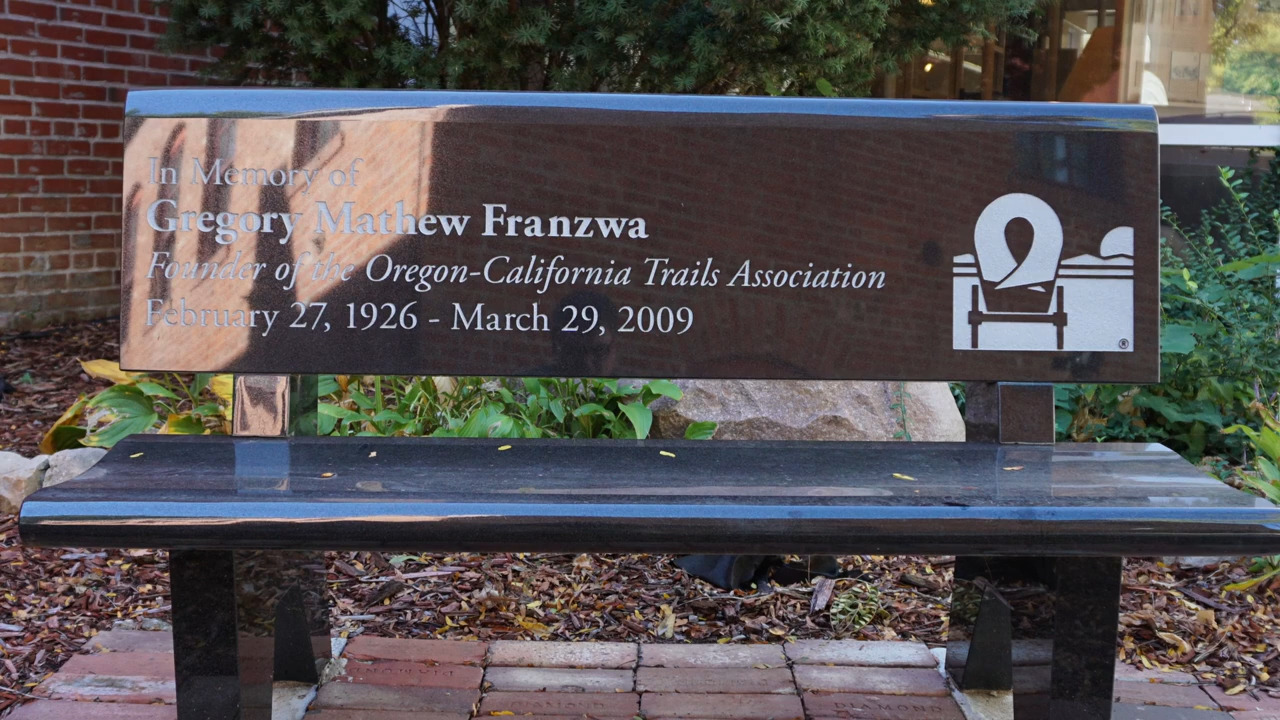 In Memory of
Gregory Mathew Franzwa
Founder of the Oregon-California Trails Association
February 27, 1926 - March 29, 2009
®